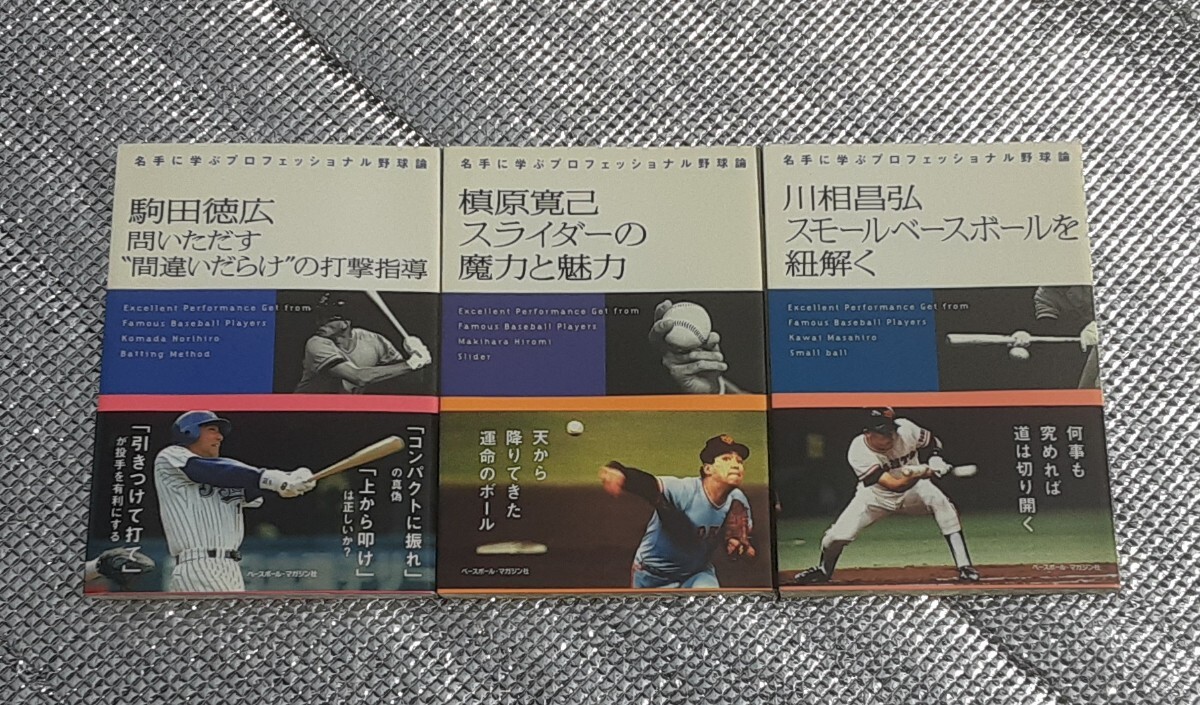 名手に学ぶプロフェッショナル野球論
駒田徳広
問いただす
“間違いだらけ”の打撃指導
Excellent Performance Get from
Famous Baseball Players
Komada Norihiro
Batting Method
「コンパクトに振れ」
の真偽
「上から叩け」
は正しいか?
「引きつけて打て」
が投手を有利にする
ベースボール・マガジン社
名手に学ぶプロフェッショナル野球論
槙原寛己
スライダーの
魔力と魅力
Excellent Performance Get from
Famous Baseball Players
Makihara Hiromi
Slider
天から
降りてきた
運命のボール
ベースボール・マガジン社
名手に学ぶプロフェッショナル野球論
川相昌弘
スモールベースボールを
紐解く
Excellent Performance Get from
Famous Baseball Players
Kawai Masahiro
Small ball
何事も
究めれば
道は切り開く
ベースボール・マガジン社